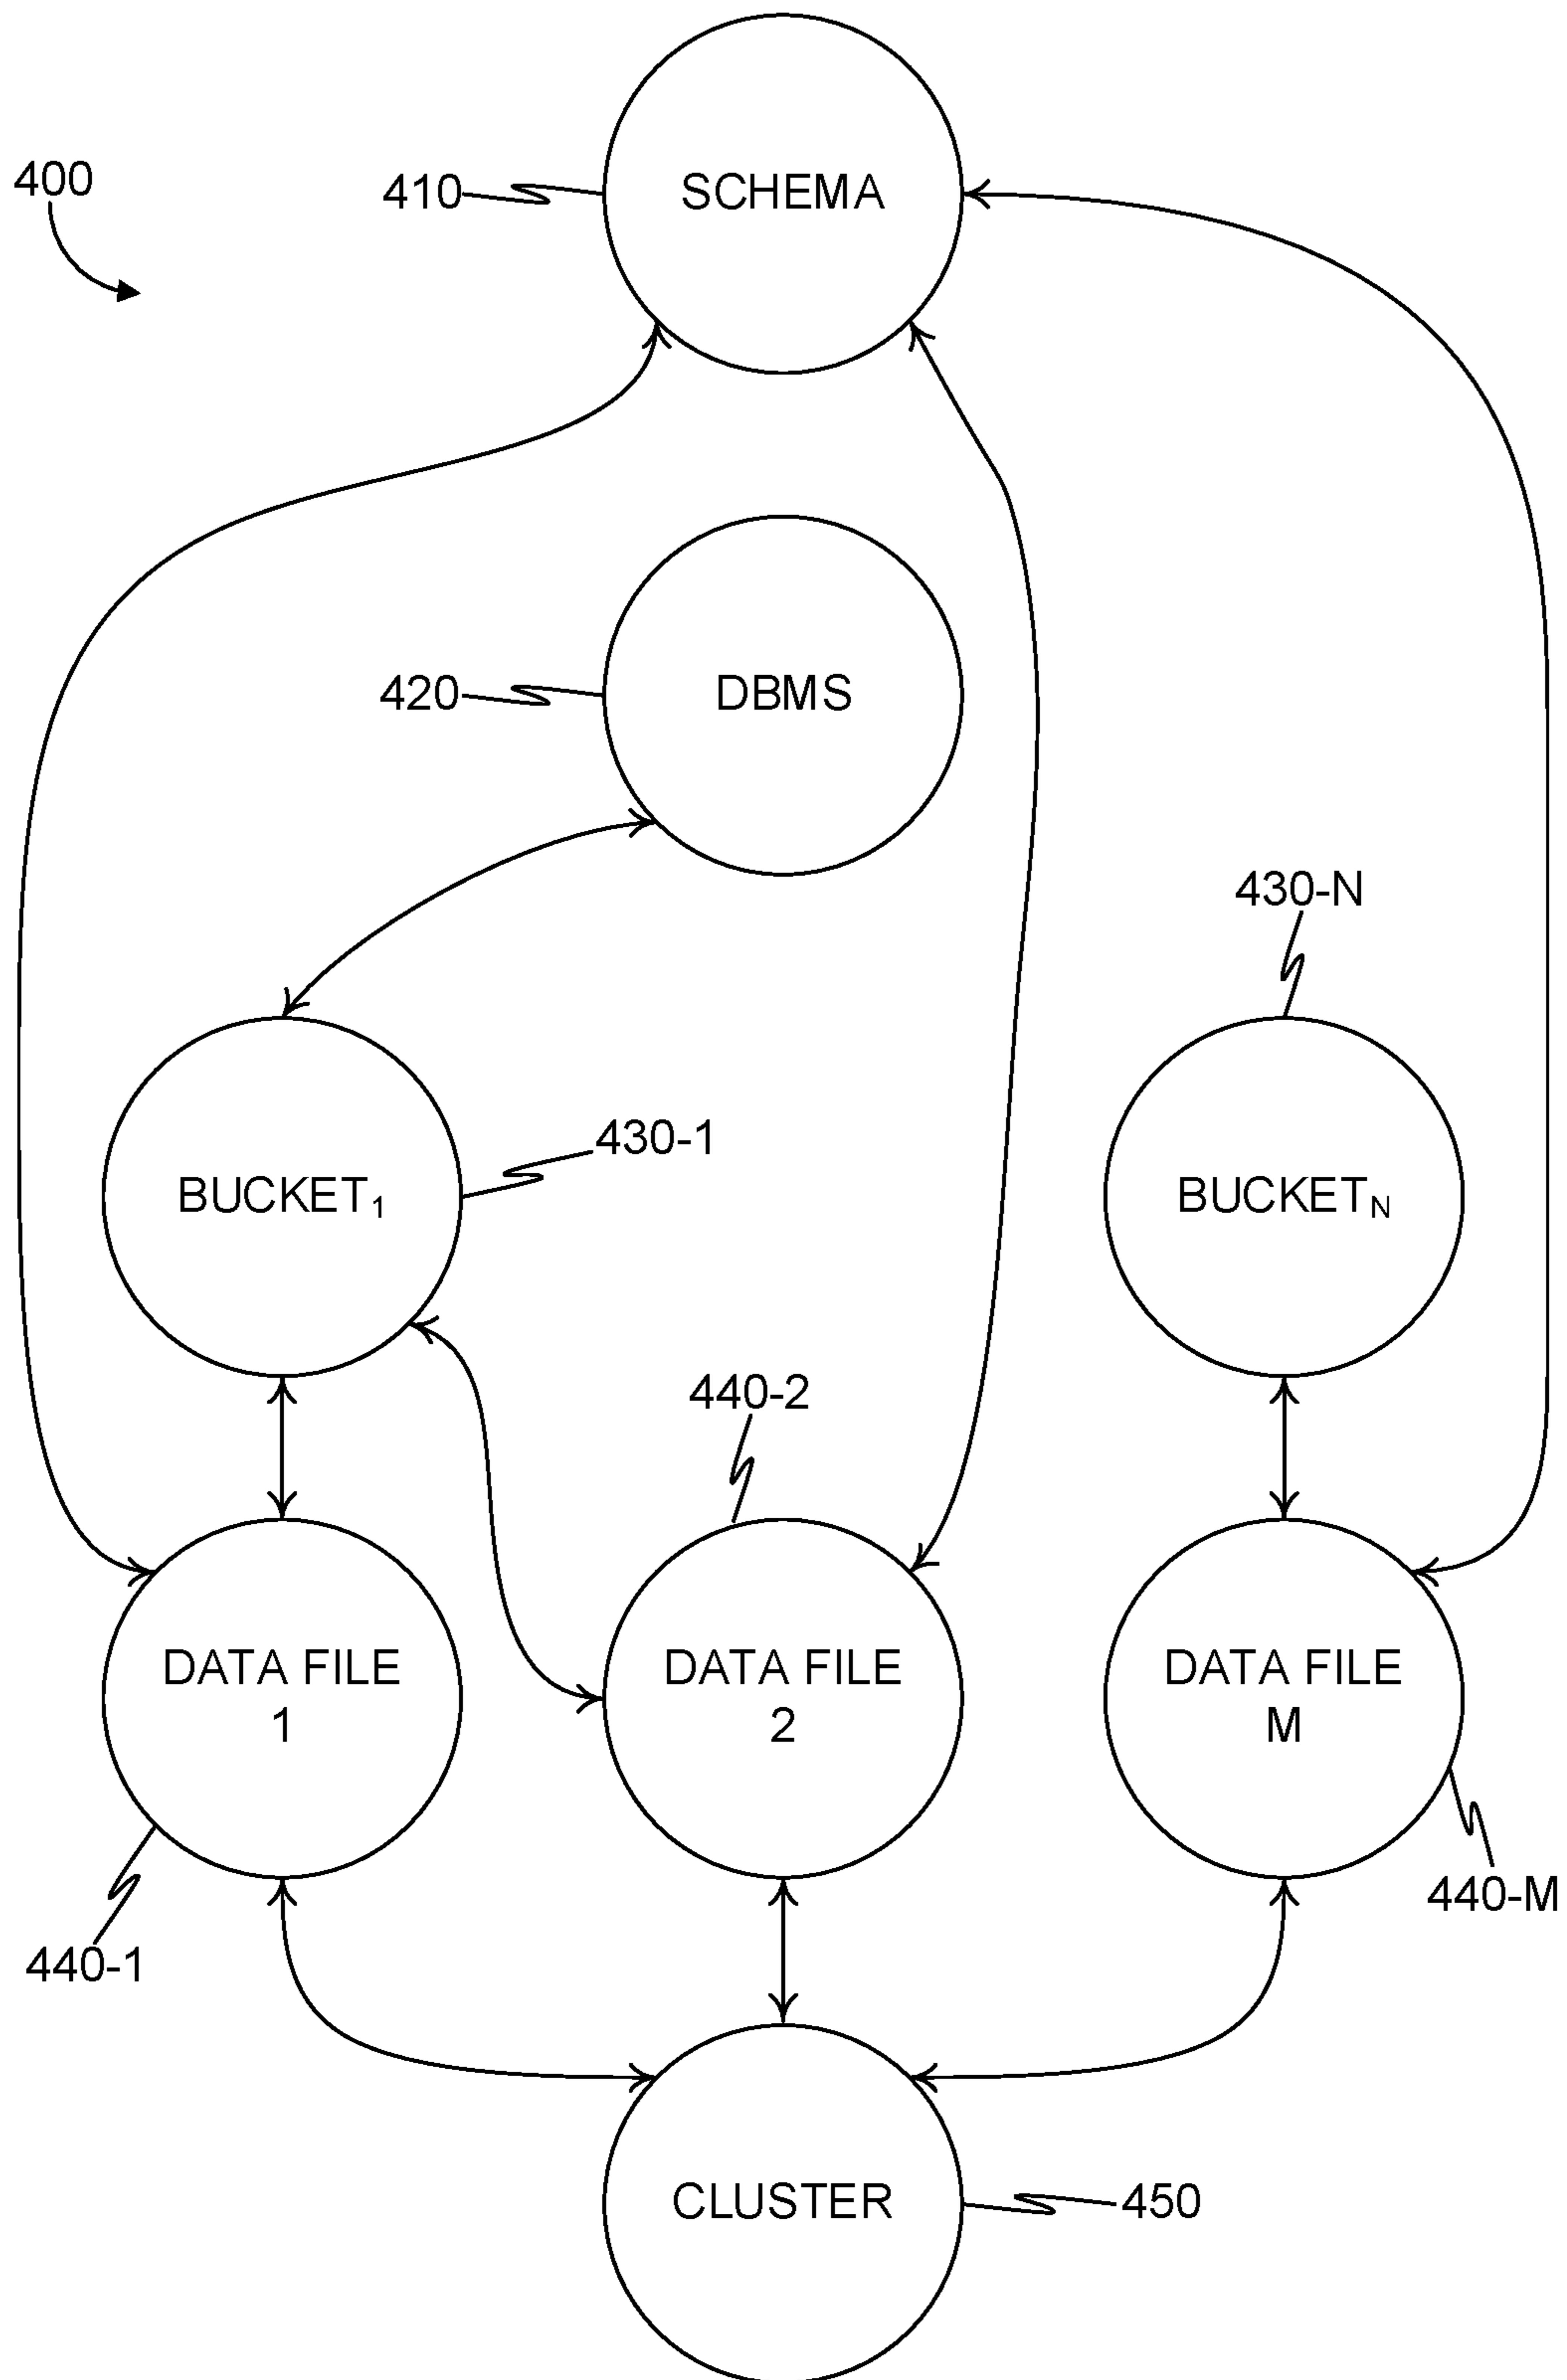 400
410
SCHEMA
420
DBMS
430-N
430-1
BUCKET1
BUCKETN
440-2
DATA FILE
1
DATA FILE
2
DATA FILE
M
440-M
440-1
CLUSTER
450